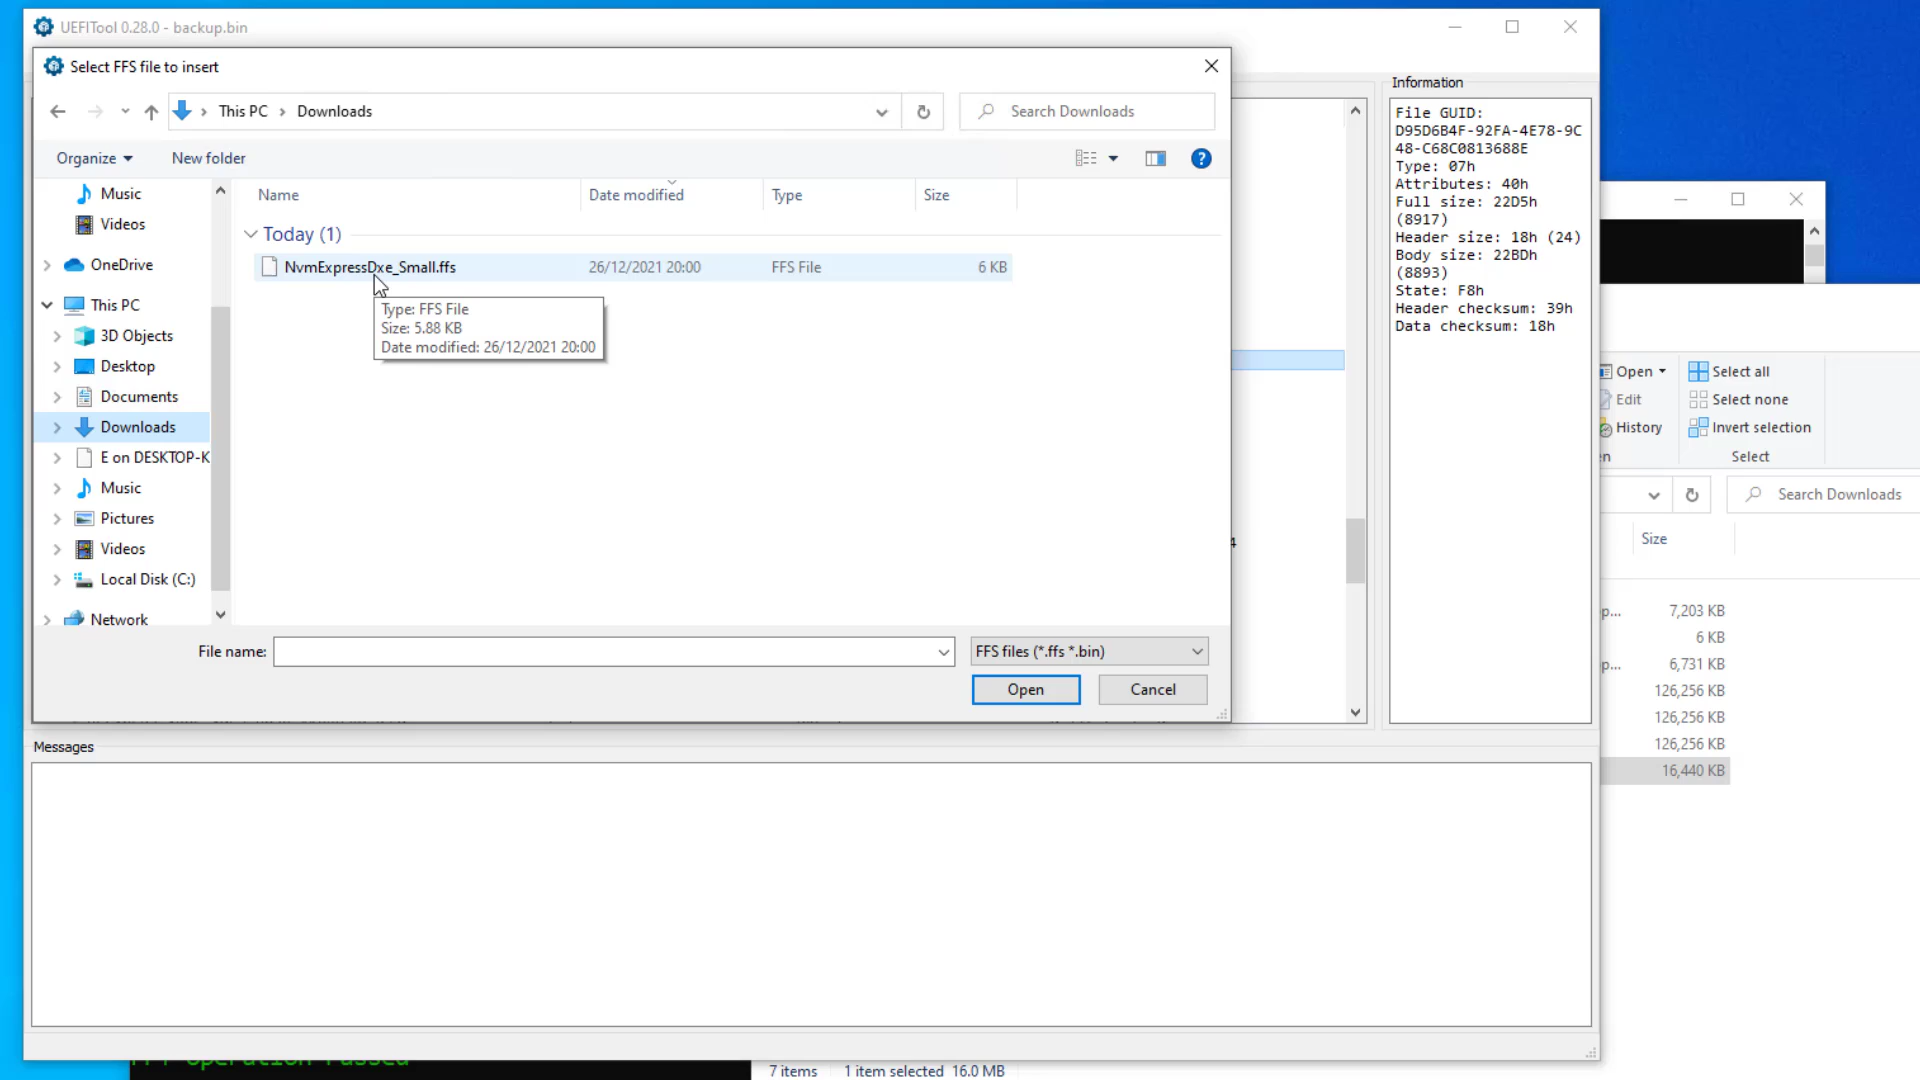 UEFITool 0.28.0 - backup.bin
Select FFS file to insert
This PC
Downloads
Search Downloads
Organize
New folder
Music
Videos
OneDrive
This PC
3D Objects
Desktop
Documents
Downloads
E on DESKTOP-K
Music
Pictures
Videos
Local Disk (C:)
Network
Name
Date modified
Type
Size
Today (1)
NvmExpressDxe_Small.ffs
26/12/2021 20:00
FFS File
6 KB
Type: FFS File
Size: 5.88 KB
Date modified: 26/12/2021 20:00
File name:
FFS files (*.ffs *.bin)
Open
Cancel
Information
File GUID:
D95D6B4F-92FA-4E78-9C
48-C68C0813688E
Type: 07h
Attributes: 40h
Full size: 22D5h
(8917)
Header size: 18h (24)
Body size: 22BDh
(8893)
State: F8h
Header checksum: 39h
Data checksum: 18h
Messages
Open
Edit
History
Select all
Select none
Invert selection
Select
Search Downloads
Size
7,203 KB
6 KB
6,731 KB
126,256 KB
126,256 KB
126,256 KB
16,440 KB
Operation Passed
7 items
1 item selected 16.0 MB